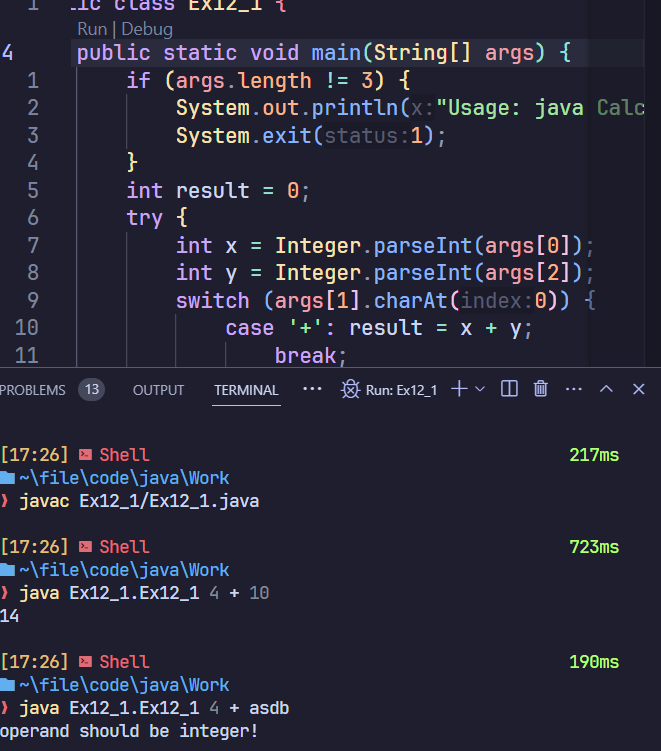 1 lic class Ex12_1 {
Run | Debug
4 public static void main(String[] args) {
1 if (args.length != 3) {
2 System.out.println(x:"Usage: java Calc
3 System.exit(status:1);
4 }
5 int result = 0;
6 try {
7 int x = Integer.parseInt(args[0]);
8 int y = Integer.parseInt(args[2]);
9 switch (args[1].charAt(index:0)) {
10 case '+': result = x + y;
11 break;
PROBLEMS 13 OUTPUT TERMINAL ··· Run: Ex12_1 ···
[17:26] Shell 217ms
~\file\code\java\Work
❯ javac Ex12_1/Ex12_1.java
[17:26] Shell 723ms
~\file\code\java\Work
❯ java Ex12_1.Ex12_1 4 + 10
14
[17:26] Shell 190ms
~\file\code\java\Work
❯ java Ex12_1.Ex12_1 4 + asdb
operand should be integer!